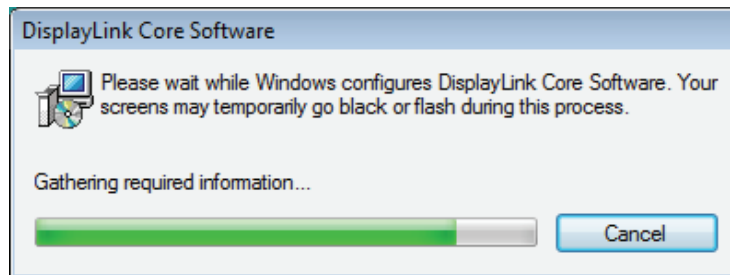 DisplayLink Core Software
Please wait while Windows configures DisplayLink Core Software. Your
screens may temporarily go black or flash during this process.
Gathering required information...
Cancel